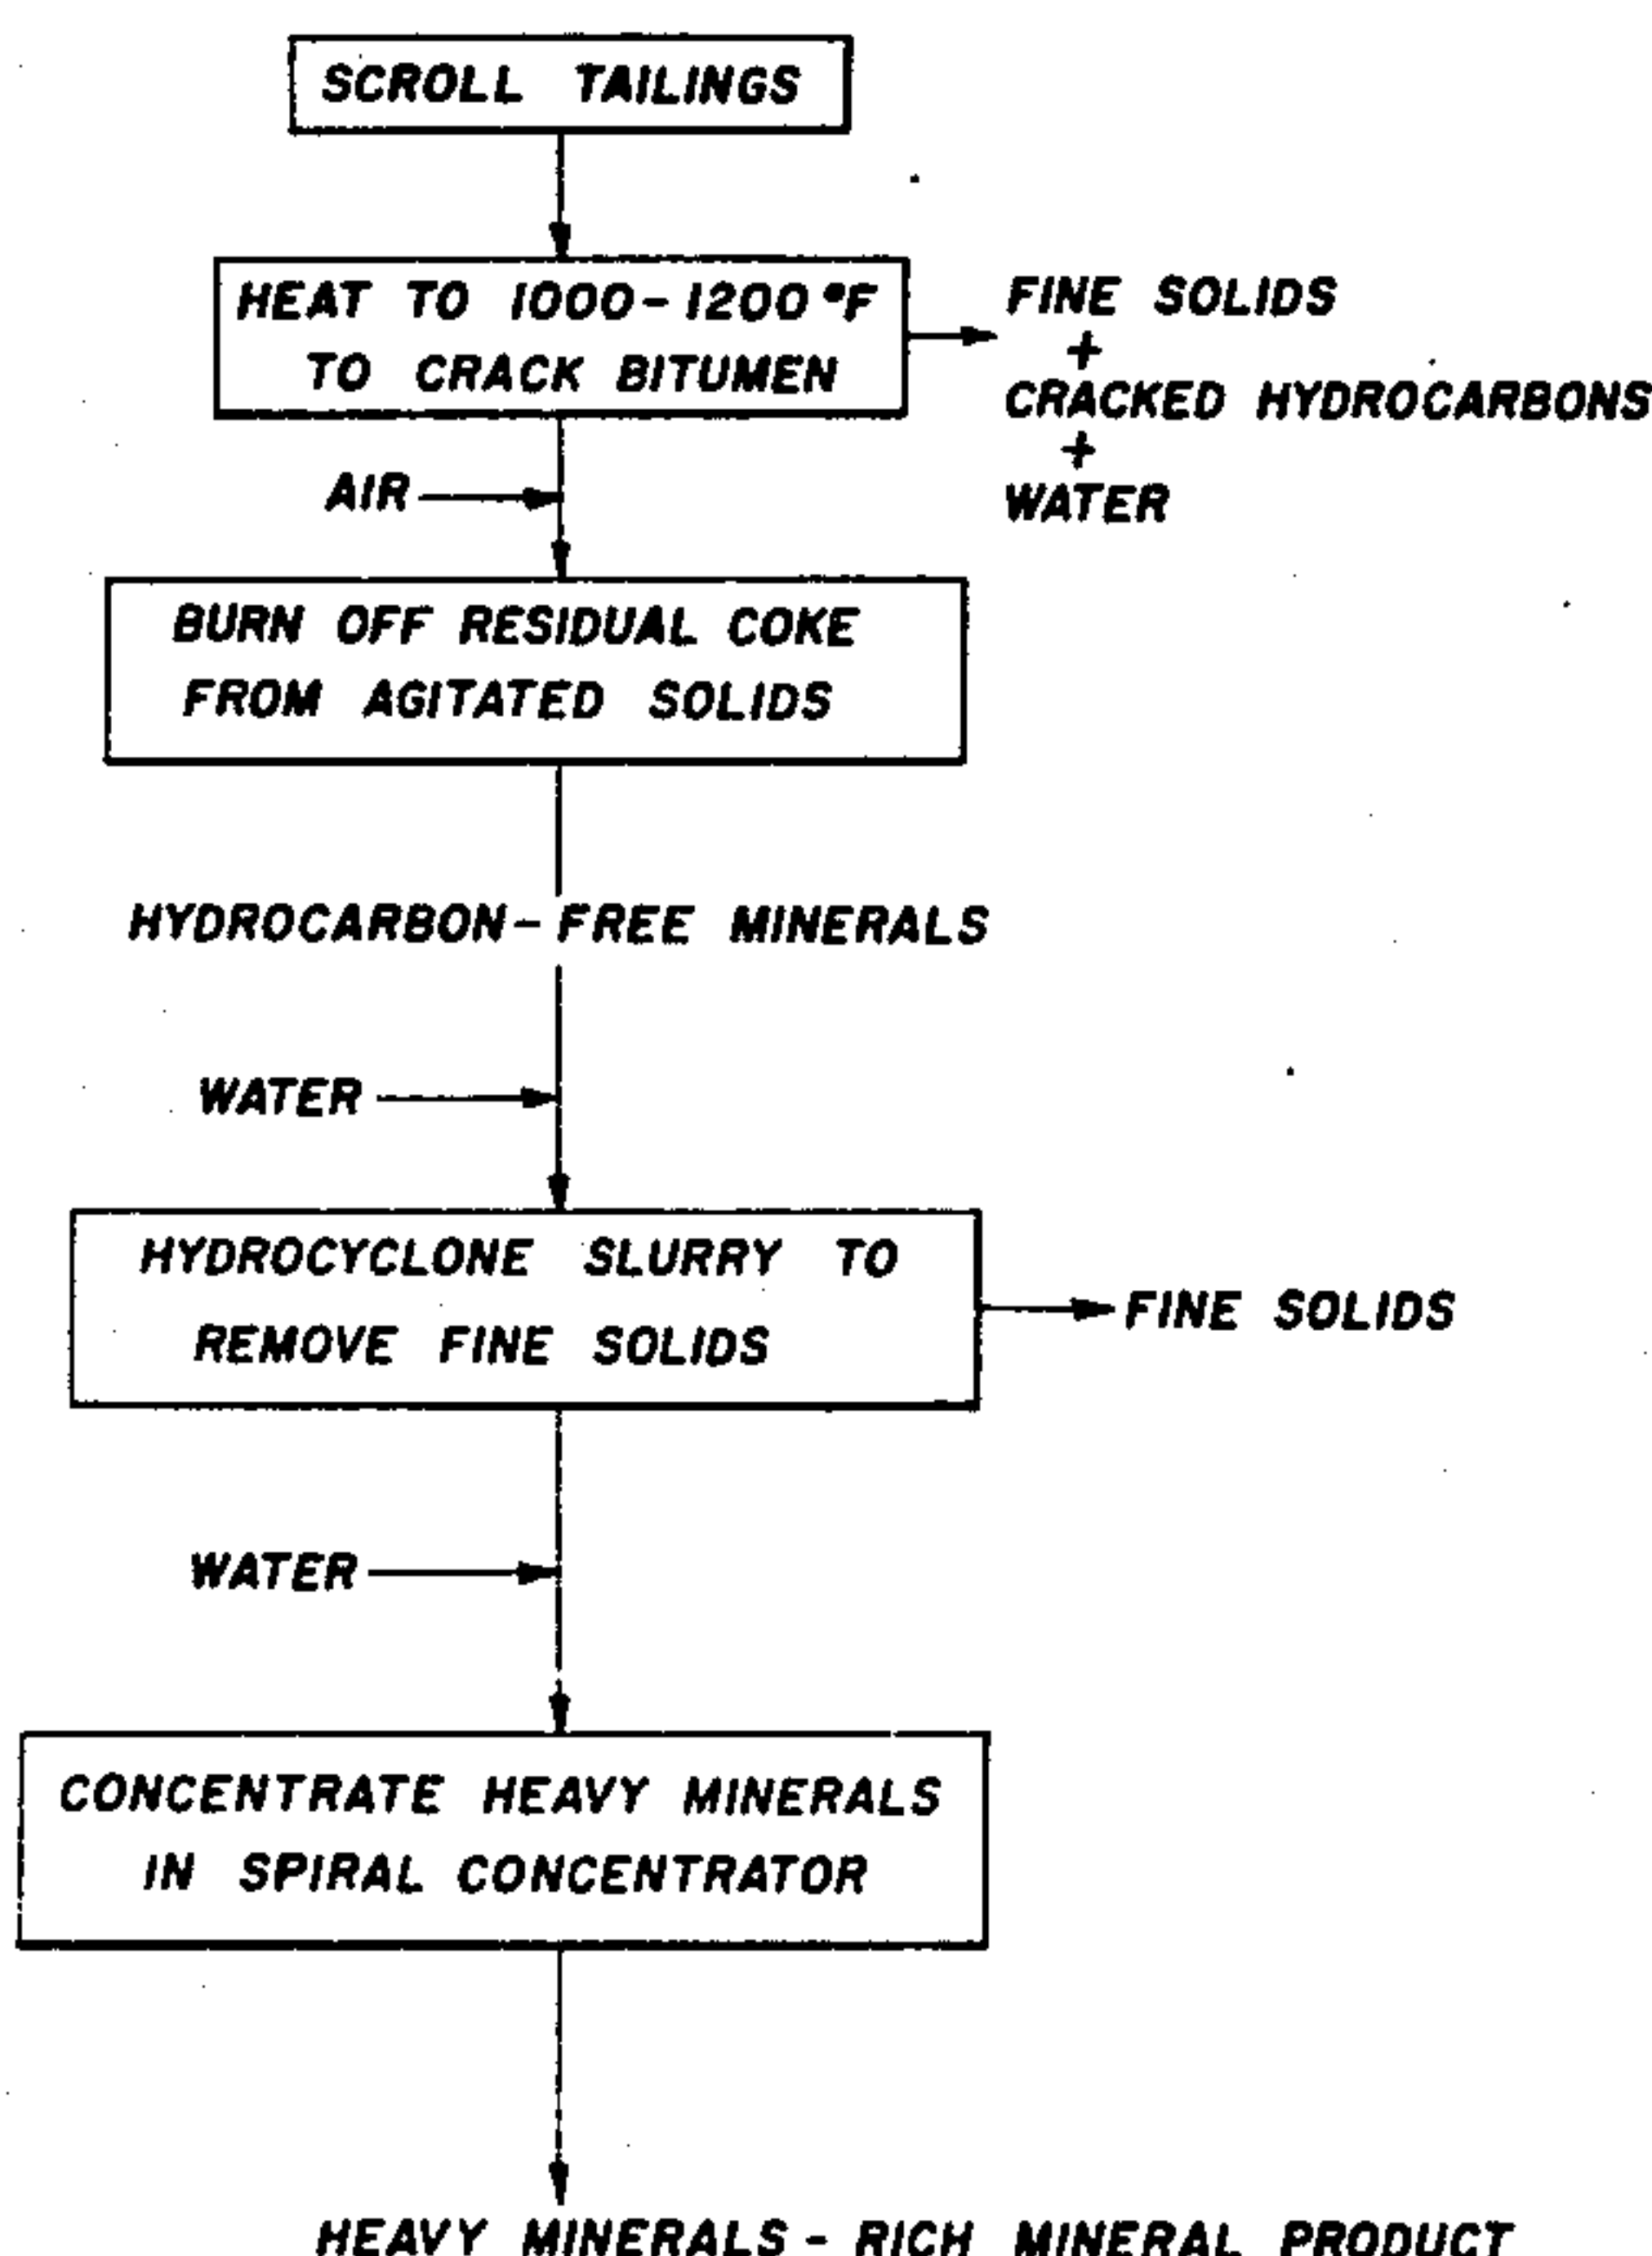 SCROLL TAILINGS
HEAT TO 1000-1200°F
TO CRACK BITUMEN
FINE SOLIDS
+
CRACKED HYDROCARBONS
+
WATER
AIR
BURN OFF RESIDUAL COKE
FROM AGITATED SOLIDS
HYDROCARBON-FREE MINERALS
WATER
HYDROCYCLONE SLURRY TO
REMOVE FINE SOLIDS
FINE SOLIDS
WATER
CONCENTRATE HEAVY MINERALS
IN SPIRAL CONCENTRATOR
HEAVY MINERALS - RICH MINERAL PRODUCT